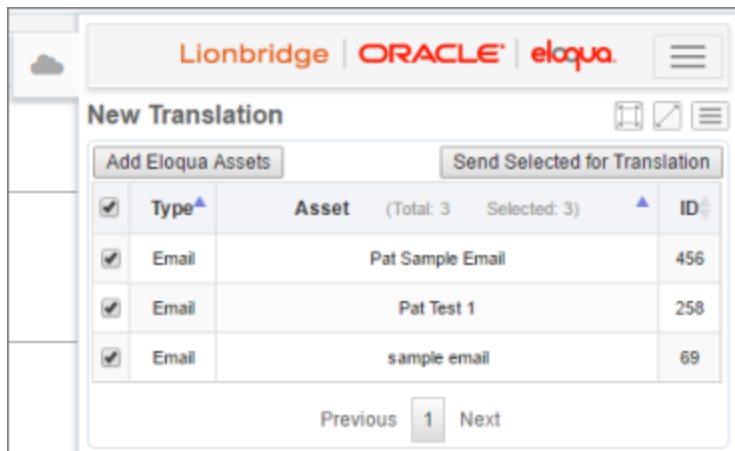 Lionbridge | ORACLE® | eloqua.
New Translation
Add Eloqua Assets Send Selected for Translation
Type Asset (Total: 3 Selected: 3) ID
Email Pat Sample Email 456
Email Pat Test 1 258
Email sample email 69
Previous 1 Next